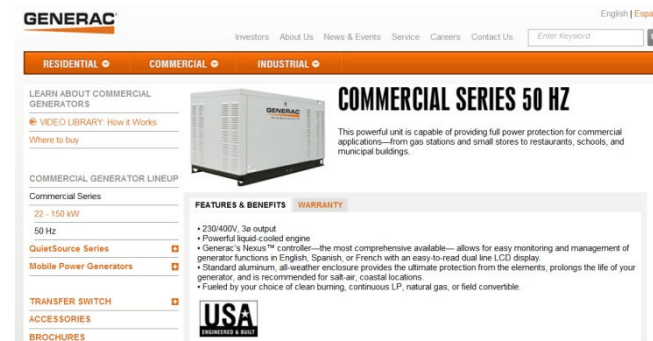 GENERAC
English | Espa
Investors About Us News & Events Service Careers Contact Us Enter Keyword
RESIDENTIAL COMMERCIAL INDUSTRIAL
LEARN ABOUT COMMERCIAL
GENERATORS
VIDEO LIBRARY: How it Works
Where to buy
COMMERCIAL GENERATOR LINEUP
Commercial Series
22 - 150 kW
50 Hz
QuietSource Series
Mobile Power Generators
TRANSFER SWITCH
ACCESSORIES
BROCHURES
GENERAC
COMMERCIAL SERIES 50 HZ
This powerful unit is capable of providing full power protection for commercial
applications—from gas stations and small stores to restaurants, schools, and
municipal buildings.
FEATURES & BENEFITS WARRANTY
• 230/400V, 3ø output
• Powerful liquid-cooled engine
• Generac's Nexus™ controller—the most comprehensive available— allows for easy monitoring and management of
generator functions in English, Spanish, or French with an easy-to-read dual line LCD display.
• Standard aluminum, all-weather enclosure provides the ultimate protection from the elements, prolongs the life of your
generator, and is recommended for salt-air, coastal locations.
• Fueled by your choice of clean burning, continuous LP, natural gas, or field convertible.
USA
ENGINEERED & BUILT